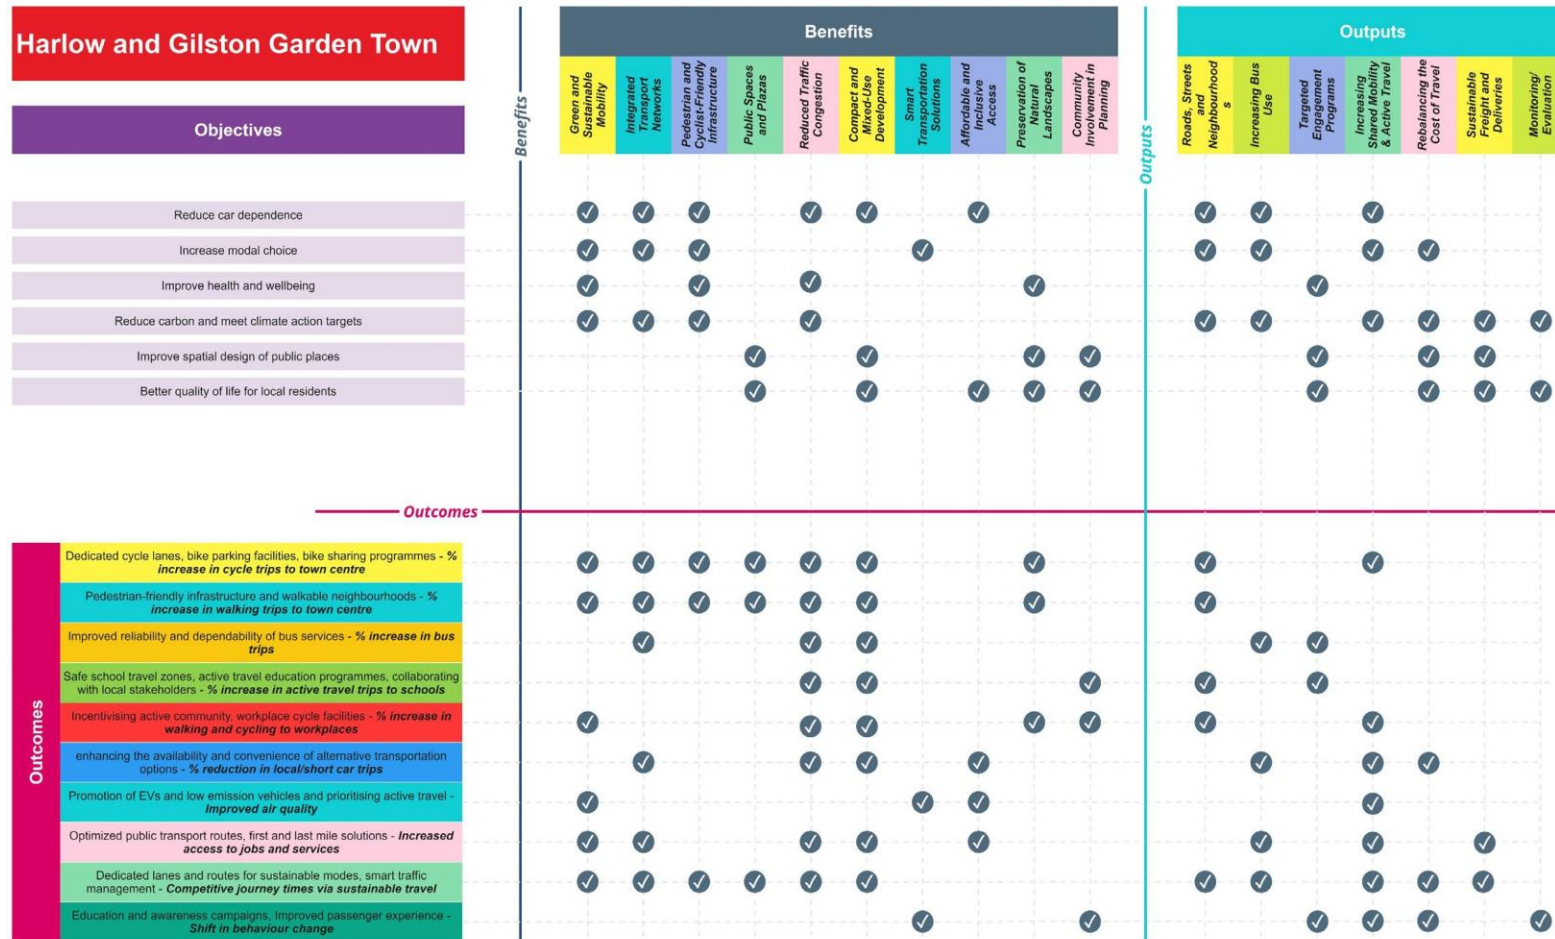 Harlow and Gilston Garden Town
Objectives
Benefits
Benefits
Green and
Sustainable
Mobility
Integrated
Transport
Networks
Pedestrian and
Cyclist-Friendly
Infrastructure
Public Spaces
and Plazas
Reduced Traffic
Congestion
Compact and
Mixed-Use
Development
Smart
Transportation
Solutions
Affordable and
Inclusive
Access
Preservation of
Natural
Landscapes
Community
Involvement in
Planning
Outputs
Outputs
Roads, Streets
and
Neighbourhood
s
Increasing Bus
Use
Targeted
Engagement
Programs
Increasing
Shared Mobility
& Active Travel
Rebalancing the
Cost of Travel
Sustainable
Freight and
Deliveries
Monitoring/
Evaluation
Reduce car dependence
Increase modal choice
Improve health and wellbeing
Reduce carbon and meet climate action targets
Improve spatial design of public places
Better quality of life for local residents
Outcomes
Outcomes
Dedicated cycle lanes, bike parking facilities, bike sharing programmes - %
increase in cycle trips to town centre
Pedestrian-friendly infrastructure and walkable neighbourhoods - %
increase in walking trips to town centre
Improved reliability and dependability of bus services - % increase in bus
trips
Safe school travel zones, active travel education programmes, collaborating
with local stakeholders - % increase in active travel trips to schools
Incentivising active community, workplace cycle facilities - % increase in
walking and cycling to workplaces
enhancing the availability and convenience of alternative transportation
options - % reduction in local/short car trips
Promotion of EVs and low emission vehicles and prioritising active travel -
Improved air quality
Optimized public transport routes, first and last mile solutions - Increased
access to jobs and services
Dedicated lanes and routes for sustainable modes, smart traffic
management - Competitive journey times via sustainable travel
Education and awareness campaigns, Improved passenger experience -
Shift in behaviour change